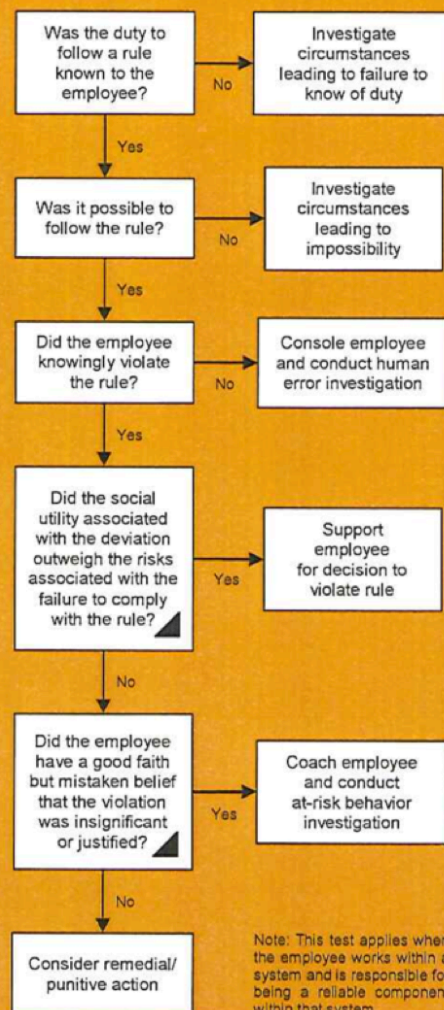 Was the duty to
follow a rule
known to the
employee?
No
Investigate
circumstances
leading to failure to
know of duty
Yes
Was it possible to
follow the rule?
No
Investigate
circumstances
leading to
impossibility
Yes
Did the employee
knowingly violate
the rule?
No
Console employee
and conduct human
error investigation
Yes
Did the social
utility associated
with the deviation
outweigh the risks
associated with the
failure to comply
with the rule?
Yes
Support
employee
for decision to
violate rule
No
Did the employee
have a good faith
but mistaken belief
that the violation
was insignificant
or justified?
Yes
Coach employee
and conduct
at-risk behavior
investigation
No
Consider remedial/
punitive action
Note: This test applies when
the employee works within a
system and is responsible for
being a reliable component
within that system